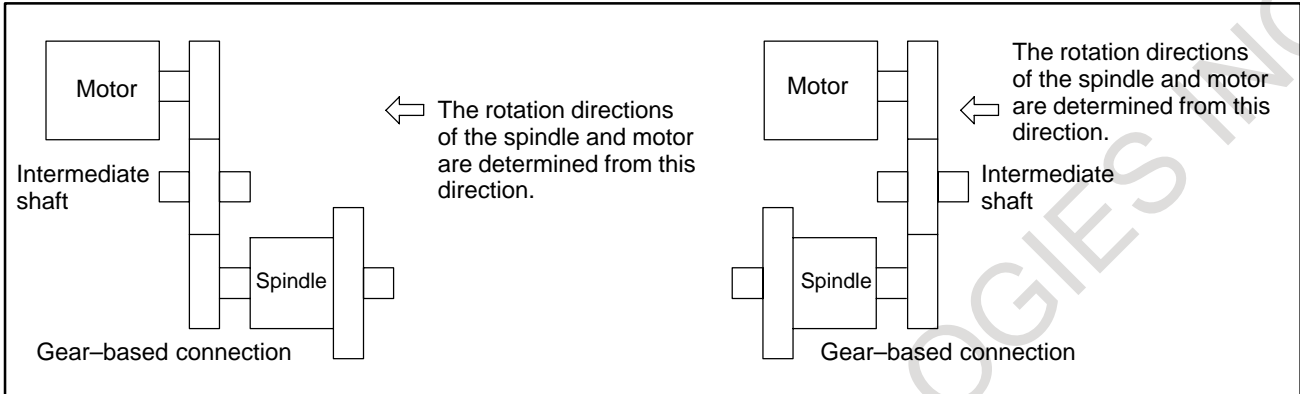 Motor
The rotation directions
of the spindle and motor
are determined from this
direction.
Intermediate
shaft
Spindle
Gear–based connection
Motor
The rotation directions
of the spindle and motor
are determined from this
direction.
Intermediate
shaft
Spindle
Gear–based connection
OGIES INC